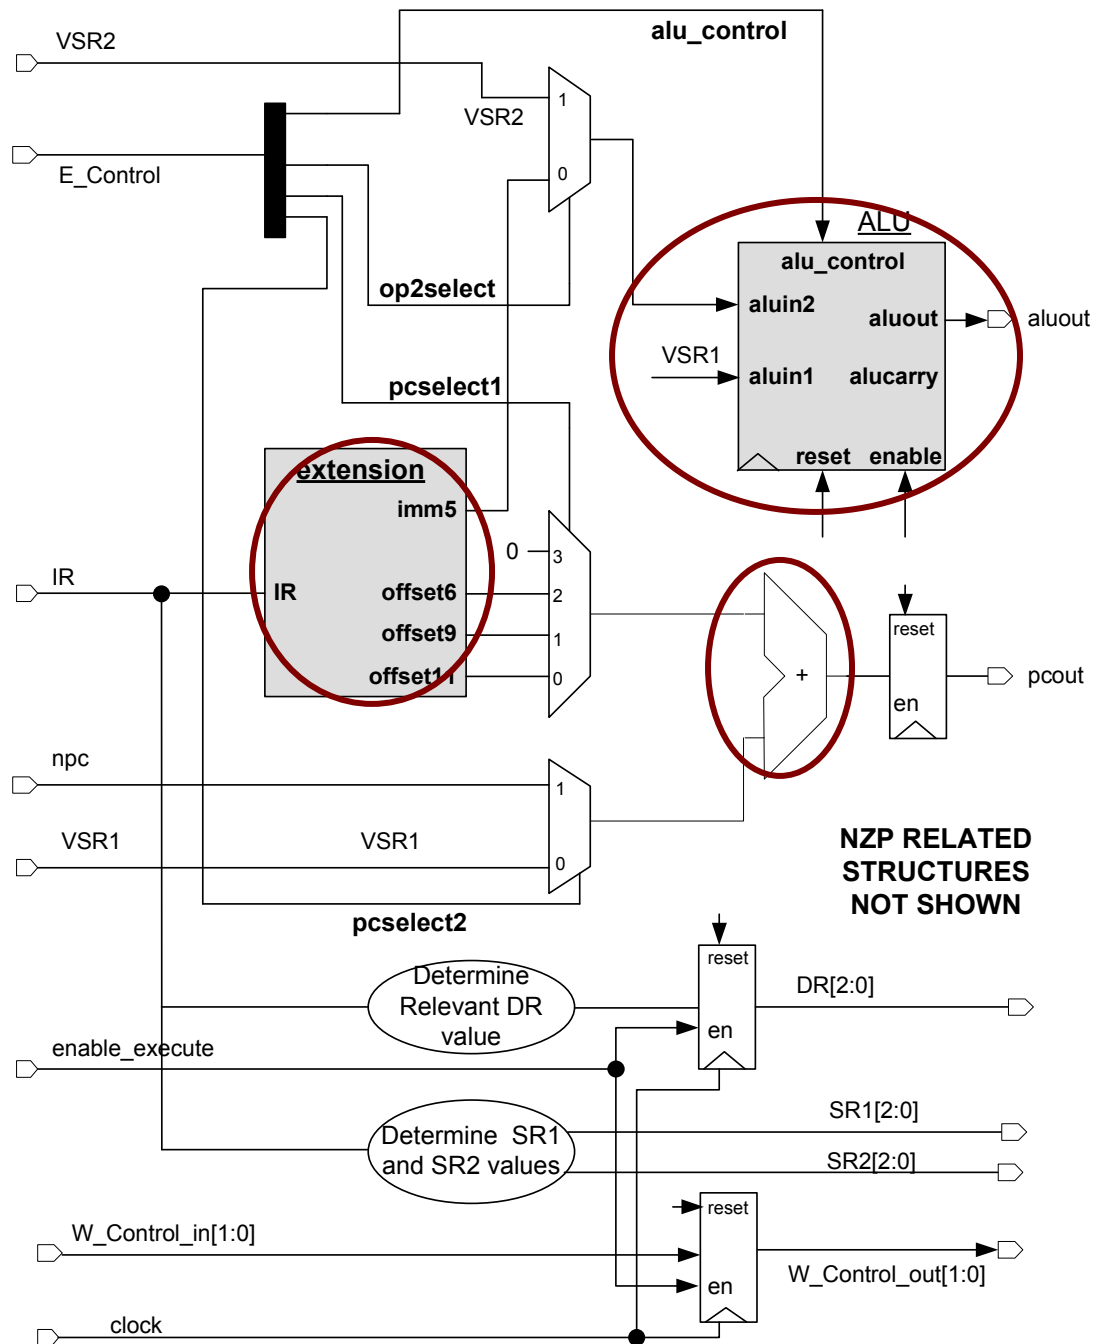 alu_control
VSR2
1
VSR2
0
E_Control
ALU
alu_control
op2select
aluin2
aluout
aluout
VSR1
aluin1
alucarry
pcselect1
reset enable
extension
imm5
0
3
IR
IR
offset6
2
offset9
1
offset11
0
reset
+
pcout
en
npc
1
VSR1
VSR1
0
NZP RELATED
STRUCTURES
NOT SHOWN
pcselect2
Determine
Relevant DR
value
reset
DR[2:0]
en
enable_execute
SR1[2:0]
Determine SR1
and SR2 values
SR2[2:0]
reset
W_Control_in[1:0]
W_Control_out[1:0]
en
clock